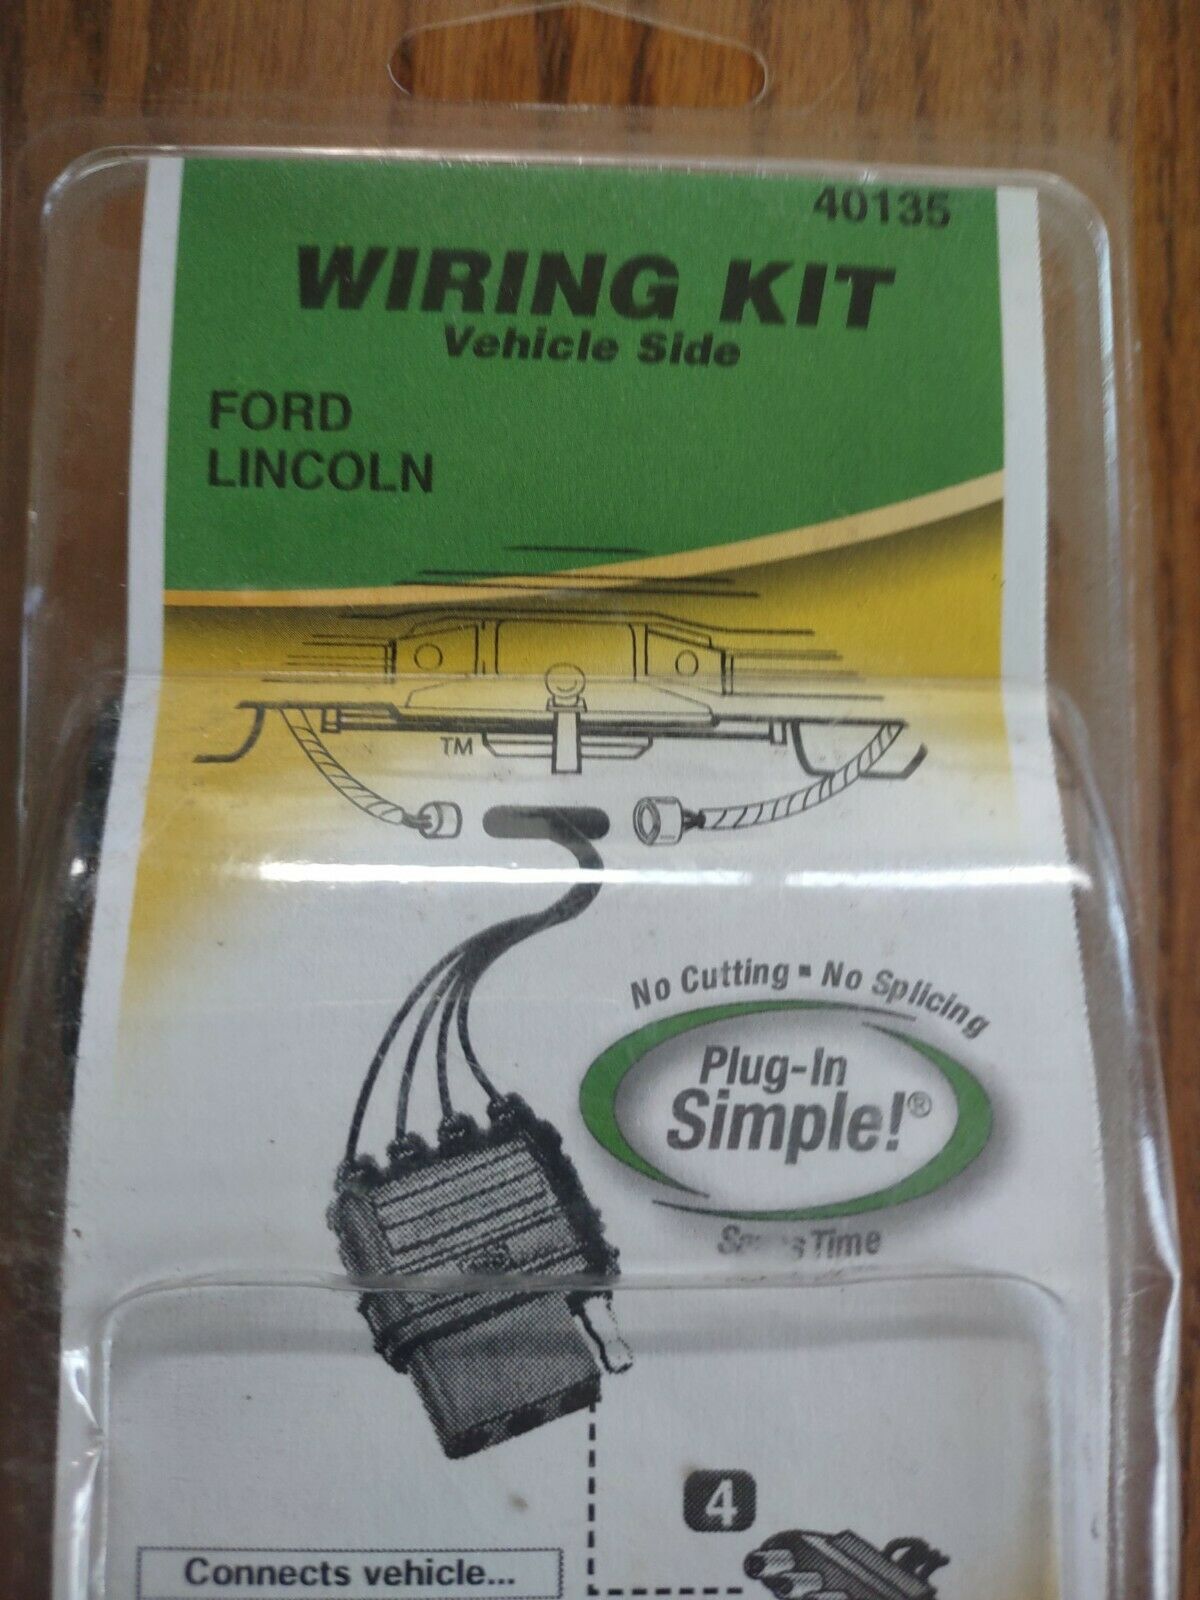 40135
WIRING KIT
Vehicle Side
FORD
LINCOLN
TM
No Cutting ▪ No Splicing
Plug-In
Simple!®
Time
4
Connects vehicle...